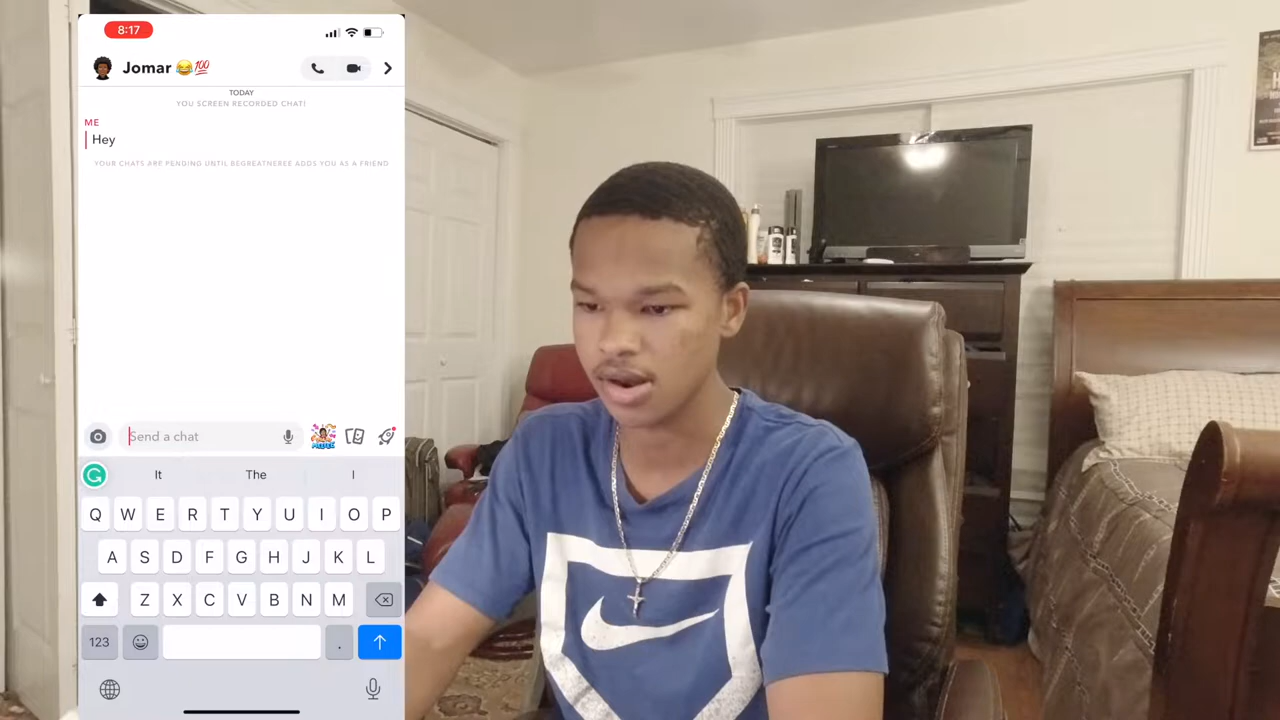 8:17
Jomar 😂💯
TODAY
YOU SCREEN RECORDED CHAT!
ME
Hey
YOUR CHATS ARE PENDING UNTIL BEGREATNEREE ADDS YOU AS A FRIEND
Send a chat
It The I
Q W E R T Y U I O P
A S D F G H J K L
Z X C V B N M
123 .